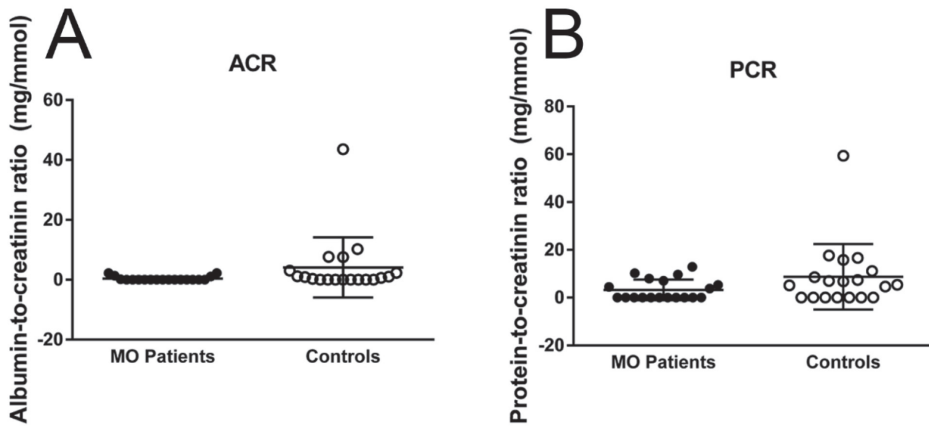 A
ACR
Albumin-to-creatinin ratio (mg/mmol)
60
40
20
0
-20
MO Patients Controls
B
PCR
Protein-to-creatinin ratio (mg/mmol)
80
60
40
20
0
-20
MO Patients Controls